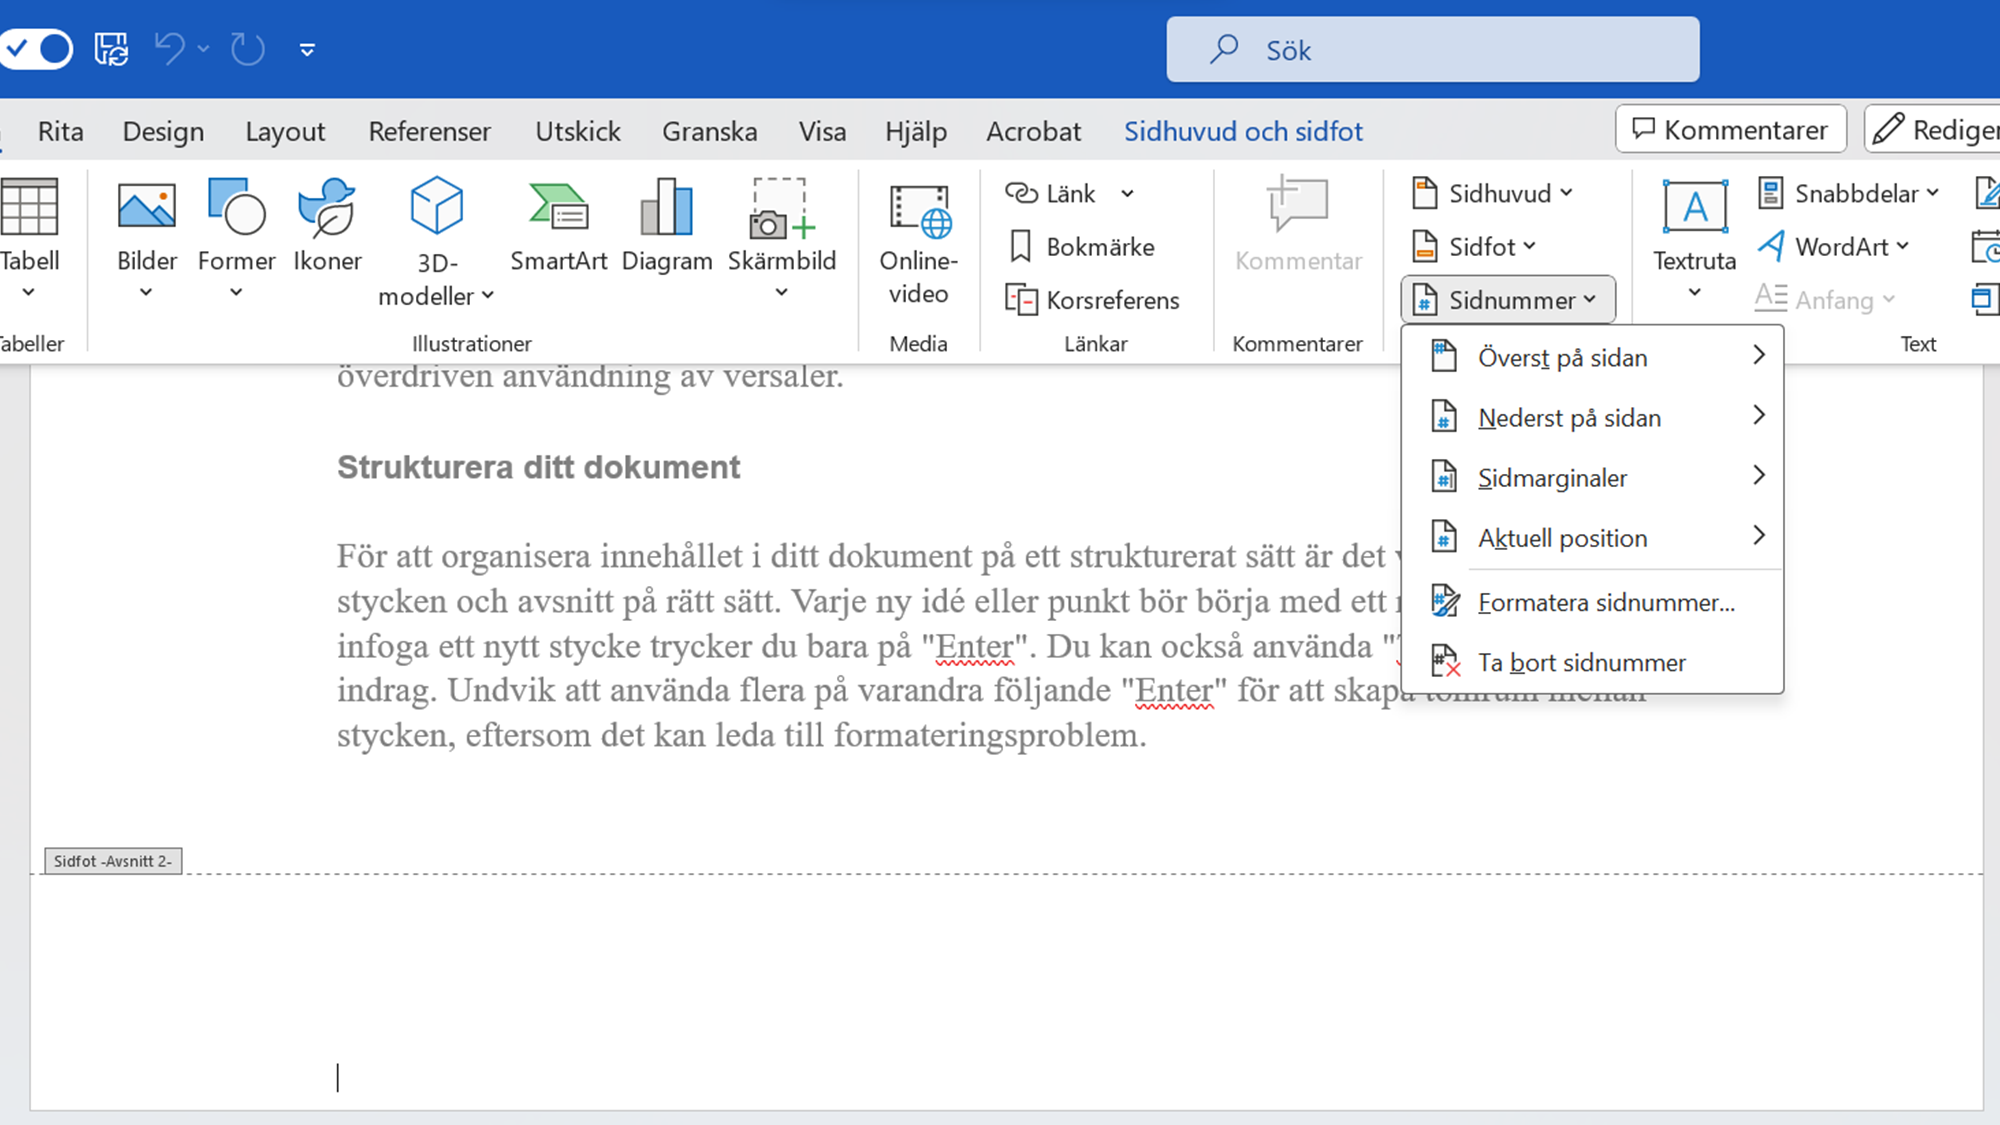 Sök
Rita Design Layout Referenser Utskick Granska Visa Hjälp Acrobat Sidhuvud och sidfot Kommentarer
Tabell
Bilder Former Ikoner 3D-
modeller
SmartArt Diagram Skärmbild
Illustrationer
Online-
video
Media
Länk
Bokmärke
Korsreferens
Länkar
Kommentar
Kommentarer
Sidhuvud
Sidfot
Sidnummer
Textruta
Snabbdelar
WordArt
Anfang
Text
Överst på sidan
Nederst på sidan
Sidmarginaler
Aktuell position
Formatera sidnummer...
Ta bort sidnummer
överdriven användning av versaler.
Strukturera ditt dokument
För att organisera innehållet i ditt dokument på ett strukturerat sätt är det
stycken och avsnitt på rätt sätt. Varje ny idé eller punkt bör börja med ett
infoga ett nytt stycke trycker du bara på "Enter". Du kan också använda "
indrag. Undvik att använda flera på varandra följande "Enter" för att skapa
stycken, eftersom det kan leda till formateringsproblem.
Sidfot -Avsnitt 2-